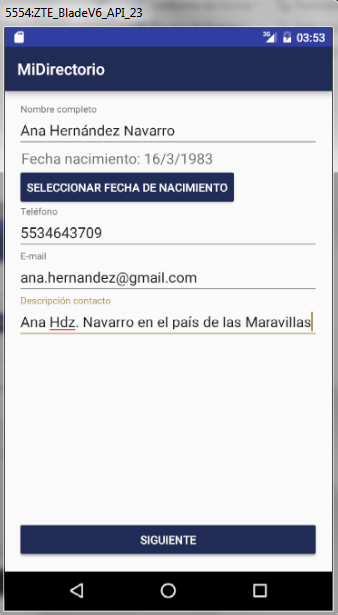 5554:ZTE_BladeV6_API_23
3G 03:53
MiDirectorio
Nombre completo
Ana Hernández Navarro
Fecha nacimiento: 16/3/1983
SELECCIONAR FECHA DE NACIMIENTO
Teléfono
5534643709
E-mail
ana.hernandez@gmail.com
Descripción contacto
Ana Hdz. Navarro en el país de las Maravillas
SIGUIENTE